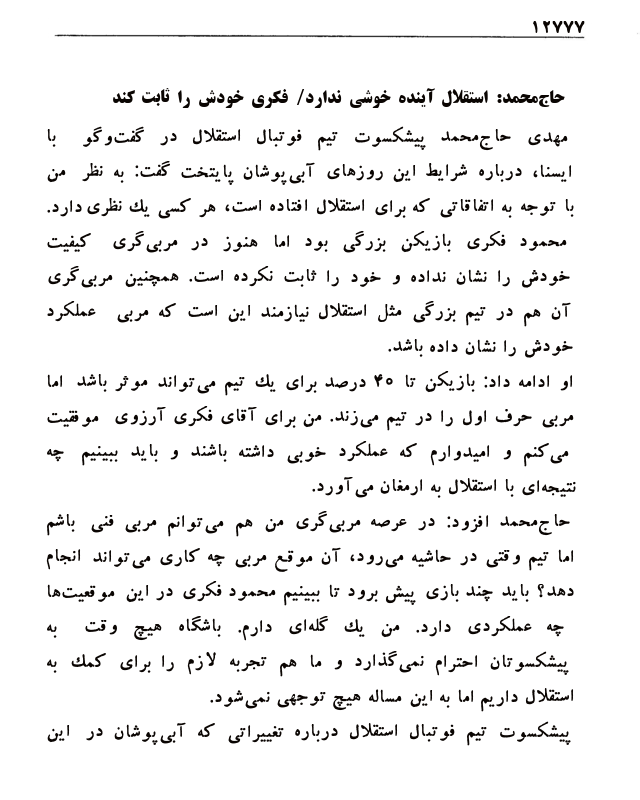 ۱۲۷۷۷
حاج‌محمد: استقلال آینده خوشی ندارد/ فکری خودش را ثابت کند
مهدی حاج‌محمد پیشکسوت تیم فوتبال استقلال در گفت‌وگو با
ایسنا، درباره شرایط این روزهای آبی‌پوشان پایتخت گفت: به نظر من
با توجه به اتفاقاتی که برای استقلال افتاده است، هر کسی یك نظری دارد.
محمود فکری بازیکن بزرگی بود اما هنوز در مربی‌گری کیفیت
خودش را نشان نداده و خود را ثابت نکرده است. همچنین مربی‌گری
آن هم در تیم بزرگی مثل استقلال نیازمند این است که مربی عملکرد
خودش را نشان داده باشد.
او ادامه داد: بازیکن تا ۴۰ درصد برای یك تیم می‌تواند موثر باشد اما
مربی حرف اول را در تیم می‌زند. من برای آقای فکری آرزوی موفقیت
می‌کنم و امیدوارم که عملکرد خوبی داشته باشند و باید ببینیم چه
نتیجه‌ای با استقلال به ارمغان می‌آورد.
حاج‌محمد افزود: در عرصه مربی‌گری من هم می‌توانم مربی فنی باشم
اما تیم وقتی در حاشیه می‌رود، آن موقع مربی چه کاری می‌تواند انجام
دهد؟ باید چند بازی پیش برود تا ببینیم محمود فکری در این موقعیت‌ها
چه عملکردی دارد. من یك گله‌ای دارم. باشگاه هیچ وقت به
پیشکسوتان احترام نمی‌گذارد و ما هم تجربه لازم را برای کمك به
استقلال داریم اما به این مساله هیچ توجهی نمی‌شود.
پیشکسوت تیم فوتبال استقلال درباره تغییراتی که آبی‌پوشان در این